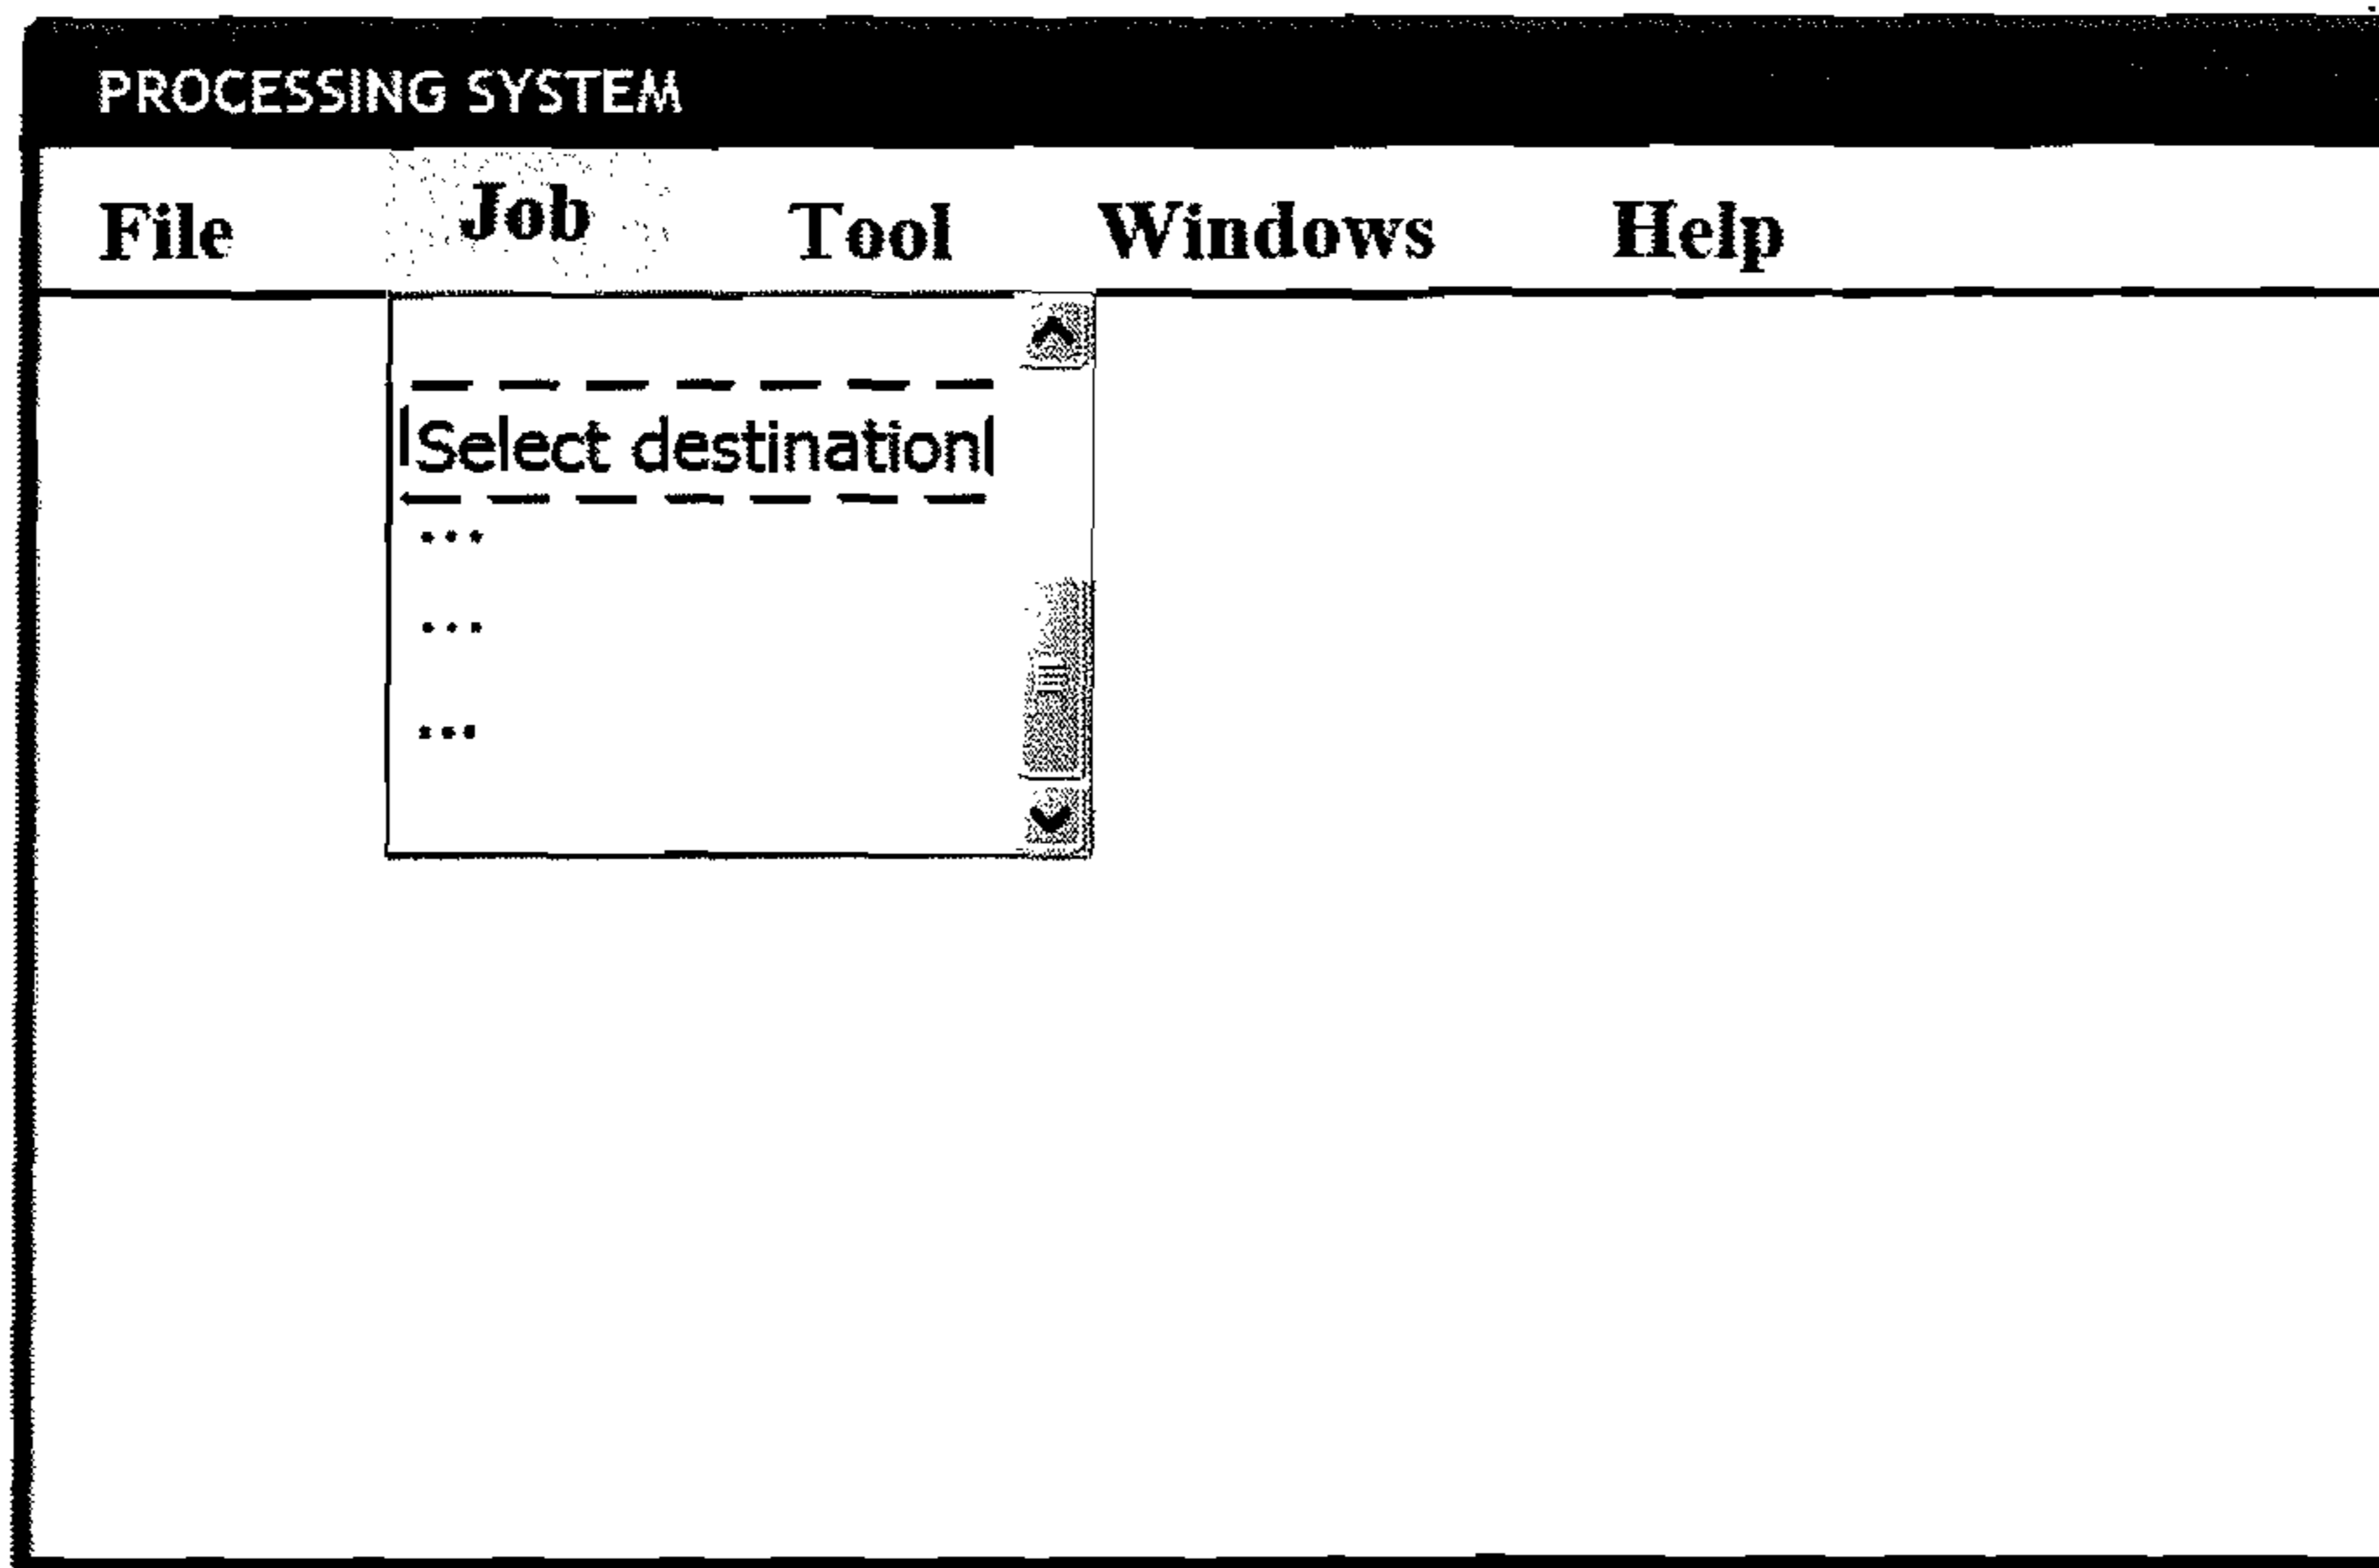 PROCESSING SYSTEM
File Job Tool Windows Help
Select destination
...
...
...